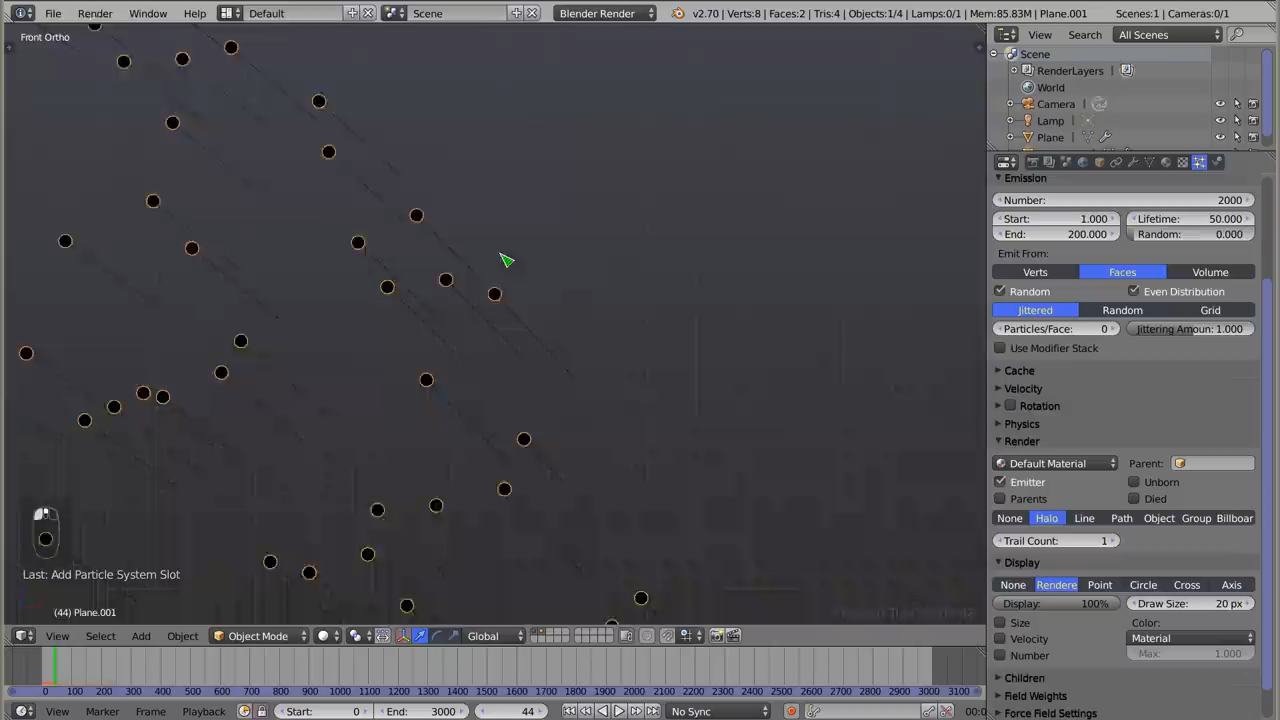 File Render Window Help Default Scene Blender Render v2.70 | Verts:8 | Faces:2 | Tris:4 | Objects:1/4 | Lamps:0/1 | Mem:85.83M | Plane.001 Scenes:1 | Cameras:0/1
Front Ortho
View Search All Scenes
Scene
RenderLayers
World
Camera
Lamp
Plane
Emission
Number: 2000
Start: 1.000 Lifetime: 50.000
End: 200.000 Random: 0.000
Emit From:
Verts Faces Volume
Random Even Distribution
Jittered Random Grid
Particles/Face: 0 Jittering Amoun: 1.000
Use Modifier Stack
Cache
Velocity
Rotation
Physics
Render
Default Material Parent:
Emitter Unborn
Parents Died
None Halo Line Path Object Group Billboar
Trail Count: 1
Display
None Rendere Point Circle Cross Axis
Display: 100% Draw Size: 20 px
Size Color:
Velocity Material
Number Max: 1.000
Children
Field Weights
Force Field Settings
Last: Add Particle System Slot
(44) Plane.001
View Select Add Object Object Mode Global
0 100 200 300 400 500 600 700 800 900 1000 1100 1200 1300 1400 1500 1600 1700 1800 1900 2000 2100 2200 2300 2400 2500 2600 2700 2800 2900 3000 3100
View Marker Frame Playback Start: 0 End: 3000 44 No Sync 00:0